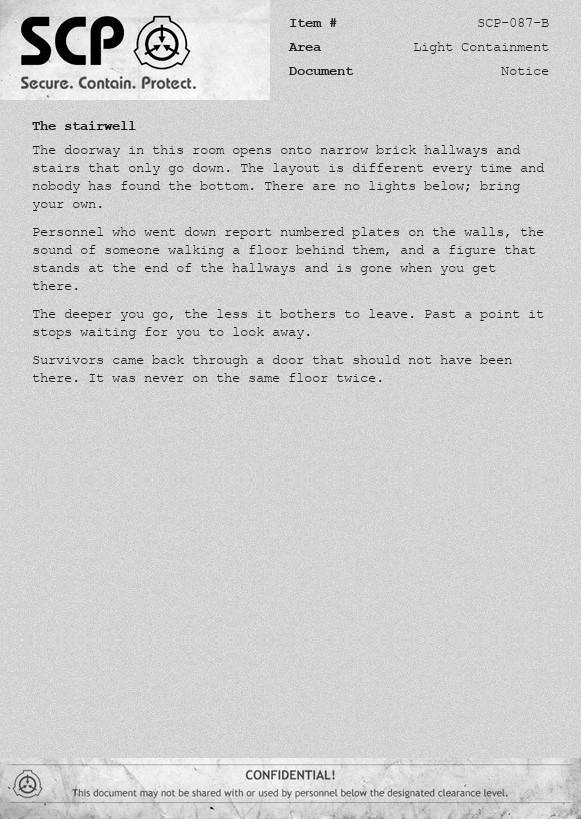 SCP
Secure. Contain. Protect.
Item # SCP-087-B
Area Light Containment
Document Notice
The stairwell
The doorway in this room opens onto narrow brick hallways and
stairs that only go down. The layout is different every time and
nobody has found the bottom. There are no lights below; bring
your own.
Personnel who went down report numbered plates on the walls, the
sound of someone walking a floor behind them, and a figure that
stands at the end of the hallways and is gone when you get
there.
The deeper you go, the less it bothers to leave. Past a point it
stops waiting for you to look away.
Survivors came back through a door that should not have been
there. It was never on the same floor twice.
CONFIDENTIAL!
This document may not be shared with or used by personnel below the designated clearance level.